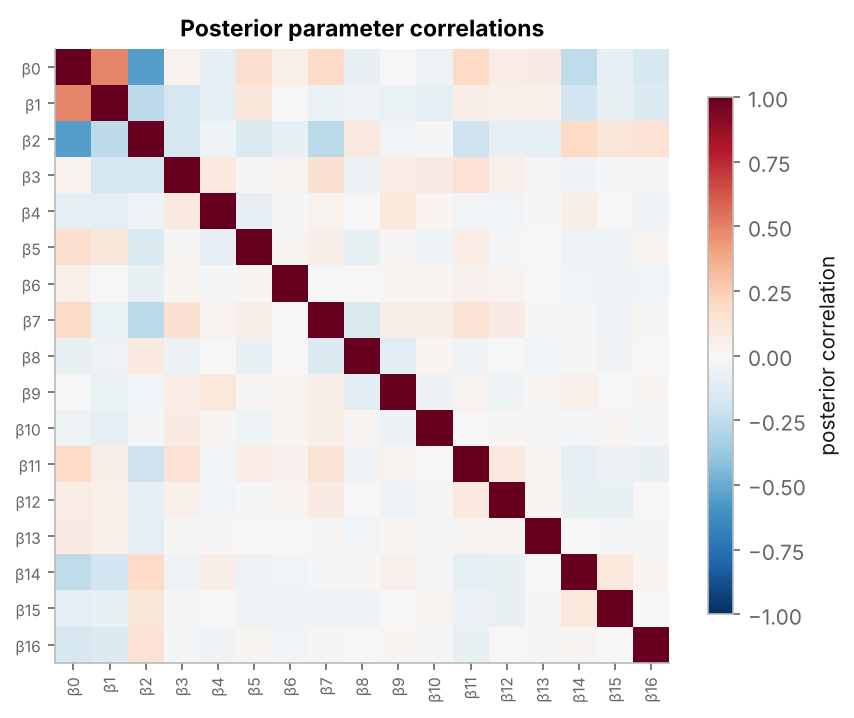 Posterior parameter correlations
β0
β1
β2
β3
β4
β5
β6
β7
β8
β9
β10
β11
β12
β13
β14
β15
β16
β0 β1 β2 β3 β4 β5 β6 β7 β8 β9 β10 β11 β12 β13 β14 β15 β16
1.00
0.75
0.50
0.25
0.00
−0.25
−0.50
−0.75
−1.00
posterior correlation